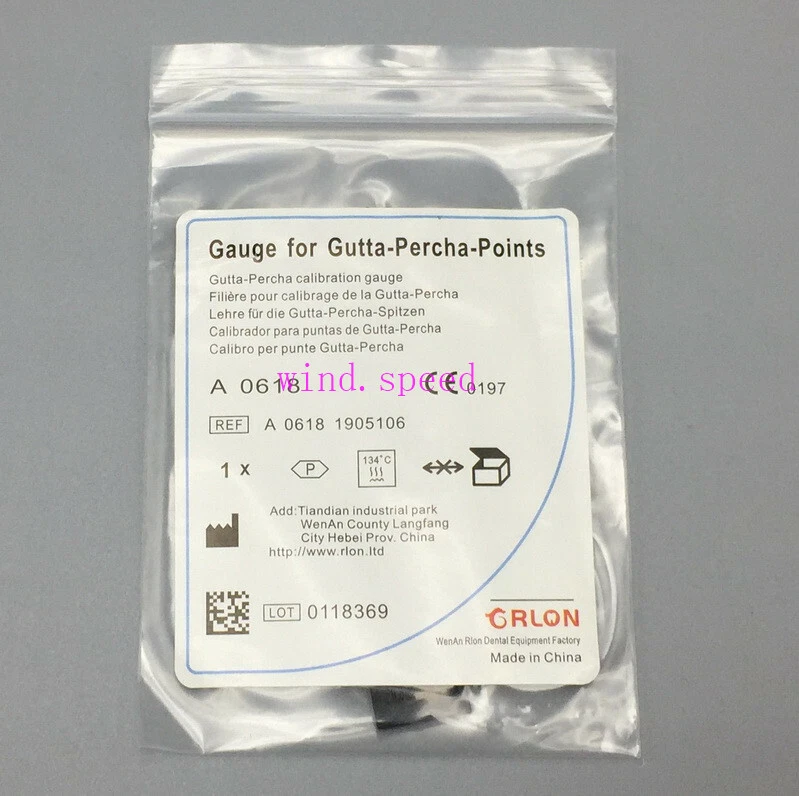 Gauge for Gutta-Percha-Points
Gutta-Percha calibration gauge
Filière pour calibrage de la Gutta-Percha
Lehre für die Gutta-Percha-Spitzen
Calibrador para puntas de Gutta-Percha
Calibro per punte Gutta-Percha
A 0618 CE 0197
wind.speed
REF A 0618 1905106
1 x P 134°C
Add:Tiandian industrial park
WenAn County Langfang
City Hebei Prov. China
http://www.rlon.ltd
LOT 0118369
ORLON
WenAn Rlon Dental Equipment Factory
Made in China